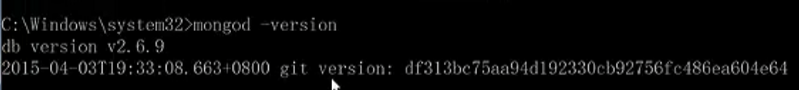 C:\Windows\system32>mongod -version
db version v2.6.9
2015-04-03T19:33:08.663+0800 git version: df313bc75aa94d192330cb92756fc486ea604e64